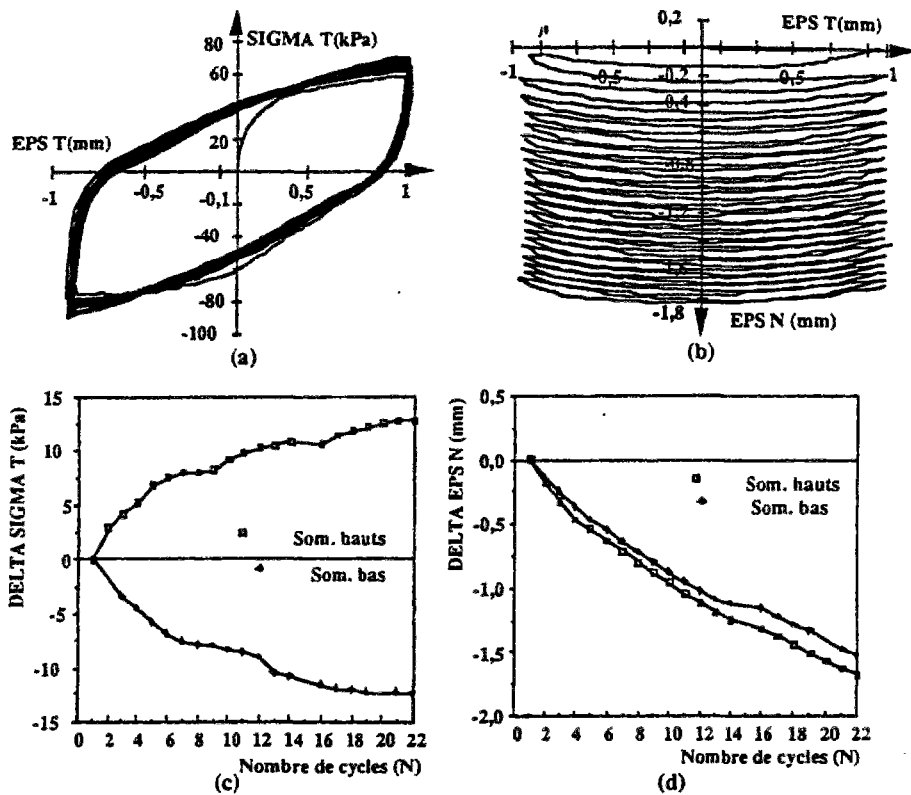 SIGMA T(kPa)
80
60
20
EPS T(mm)
-1
-0,5
0,5
1
-0,1
-40
-80
-100
(a)
0,2
EPS T(mm)
-1
-0,5
0,5
1
-0,2
-0,4
-1,8
EPS N (mm)
(b)
DELTA SIGMA T (kPa)
15
10
5
0
-5
-10
-15
Som. hauts
Som. bas
0 2 4 6 8 10 12 14 16 18 20 22
Nombre de cycles (N)
(c)
DELTA EPS N (mm)
0,5
0,0
-0,5
-1,0
-1,5
-2,0
Som. hauts
Som. bas
0 2 4 6 8 10 12 14 16 18 20 22
Nombre de cycles (N)
(d)